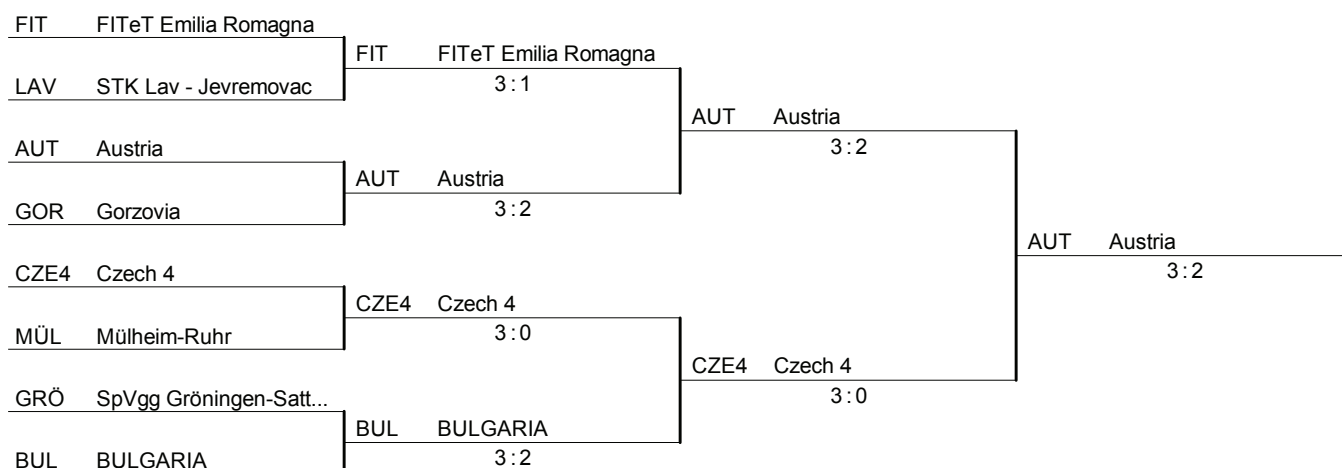 FIT FITeT Emilia Romagna
LAV STK Lav - Jevremovac
AUT Austria
GOR Gorzovia
CZE4 Czech 4
MÜL Mülheim-Ruhr
GRÖ SpVgg Gröningen-Satt...
BUL BULGARIA
FIT FITeT Emilia Romagna
3 : 1
AUT Austria
3 : 2
CZE4 Czech 4
3 : 0
BUL BULGARIA
3 : 2
AUT Austria
3 : 2
CZE4 Czech 4
3 : 0
AUT Austria
3 : 2